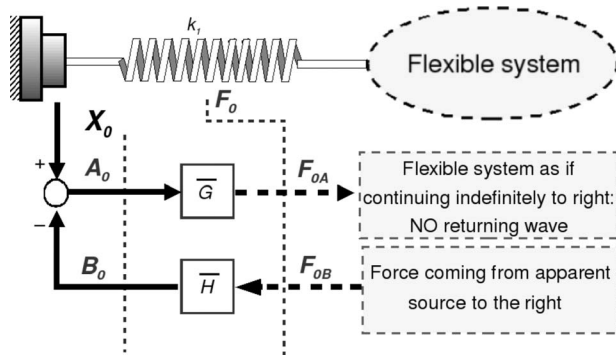 k₁
Flexible system
F₀
X₀
+
A₀
G̅
F₀A
Flexible system as if
continuing indefinitely to right:
NO returning wave
−
B₀
H̅
F₀B
Force coming from apparent
source to the right